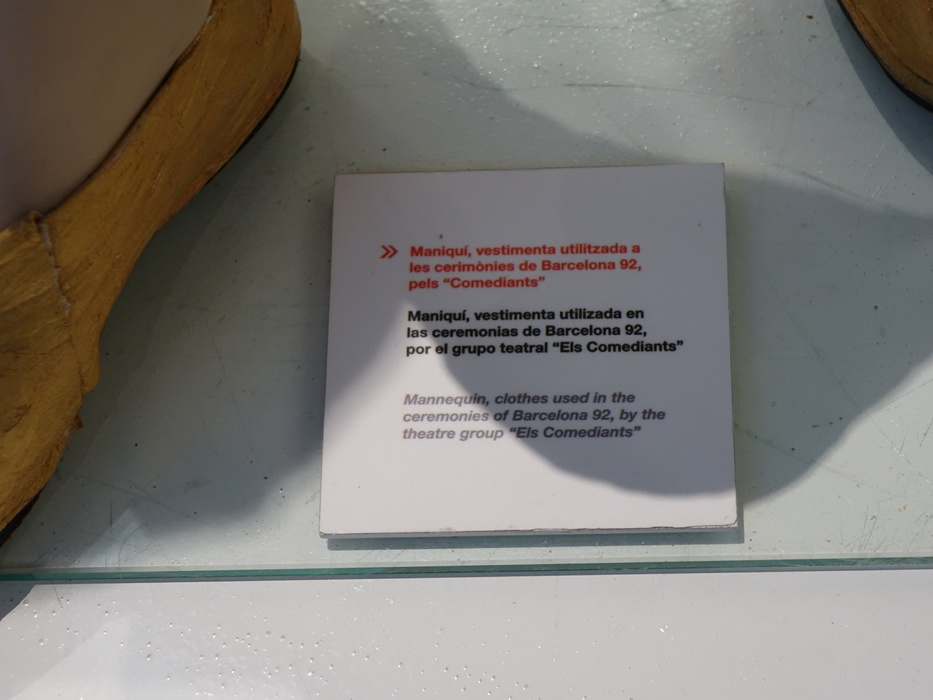 » Maniquí, vestimenta utilitzada a
les cerimònies de Barcelona 92,
pels “Comediants”
Maniquí, vestimenta utilizada en
las ceremonias de Barcelona 92,
por el grupo teatral “Els Comediants”
Mannequin, clothes used in the
ceremonies of Barcelona 92, by the
theatre group “Els Comediants”